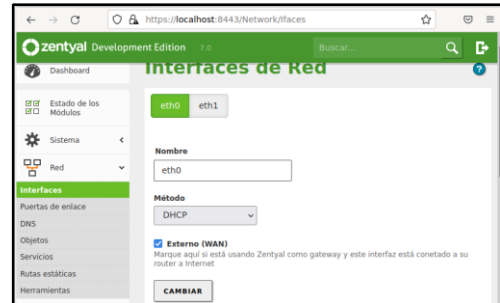 https://localhost:8443/Network/Ifaces
zentyal Development Edition 7.0
Buscar...
Dashboard
Estado de los
Módulos
Sistema
Red
Interfaces
Puertas de enlace
DNS
Objetos
Servicios
Rutas estáticas
Herramientas
Interfaces de Red
?
eth0 eth1
Nombre
eth0
Método
DHCP
Externo (WAN)
Marque aquí si está usando Zentyal como gateway y este interfaz está conetado a su
router a Internet
CAMBIAR